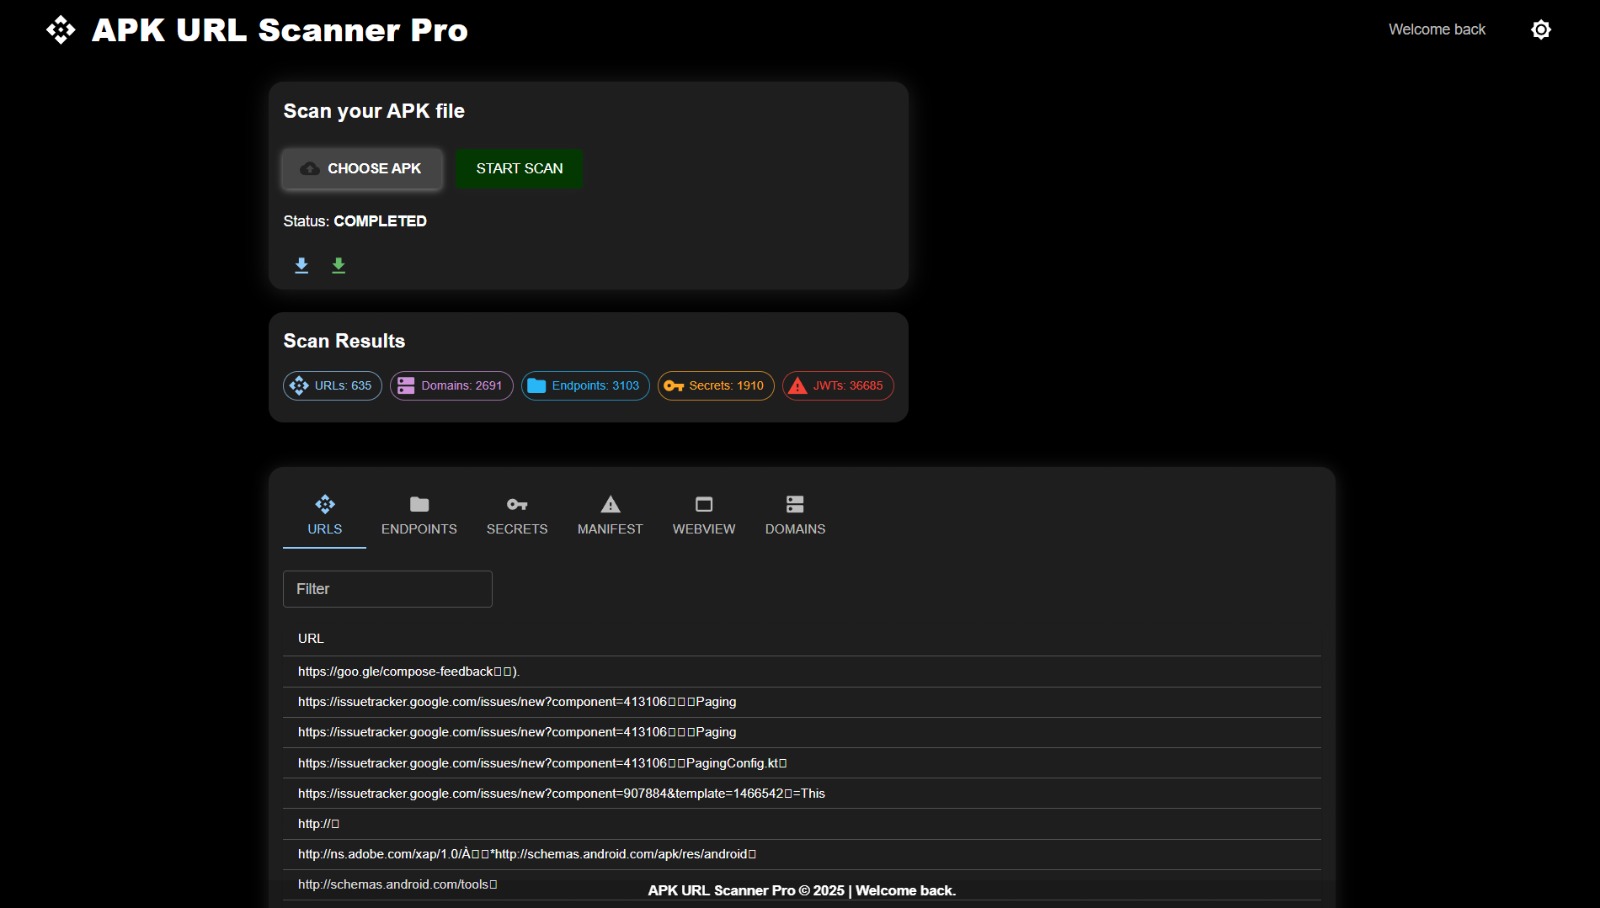 APK URL Scanner Pro
Welcome back
Scan your APK file
CHOOSE APK
START SCAN
Status: COMPLETED
Scan Results
URLs: 635
Domains: 2691
Endpoints: 3103
Secrets: 1910
JWTs: 36685
URLS
ENDPOINTS
SECRETS
MANIFEST
WEBVIEW
DOMAINS
Filter
URL
https://goo.gle/compose-feedback□□).
https://issuetracker.google.com/issues/new?component=413106□□□Paging
https://issuetracker.google.com/issues/new?component=413106□□□Paging
https://issuetracker.google.com/issues/new?component=413106□□PagingConfig.kt□
https://issuetracker.google.com/issues/new?component=907884&template=1466542□=This
http://□
http://ns.adobe.com/xap/1.0/À□□*http://schemas.android.com/apk/res/android□
http://schemas.android.com/tools□
APK URL Scanner Pro © 2025 | Welcome back.